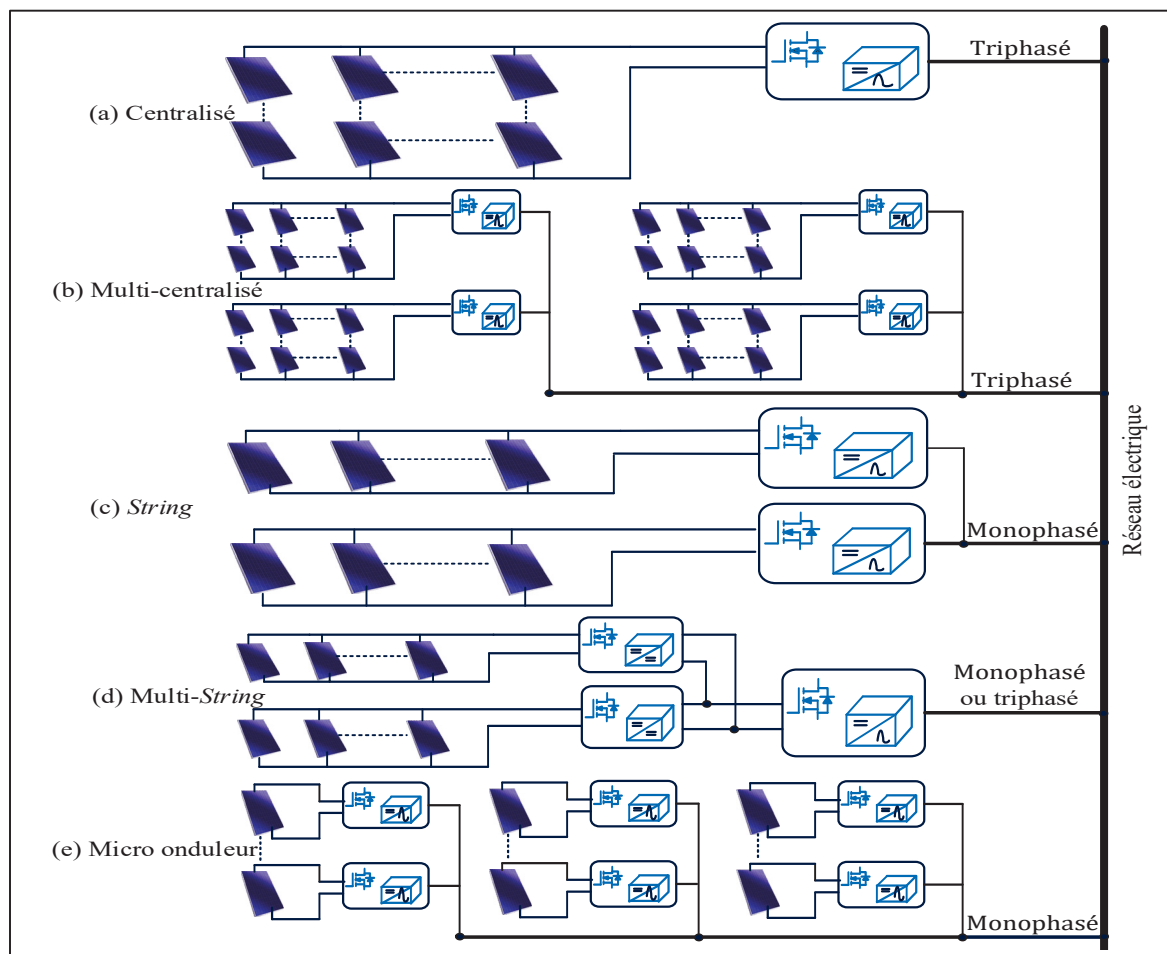 Triphasé
(a) Centralisé
(b) Multi-centralisé
Triphasé
(c) String
Monophasé
(d) Multi-String
Monophasé
ou triphasé
(e) Micro onduleur
Monophasé
Réseau électrique